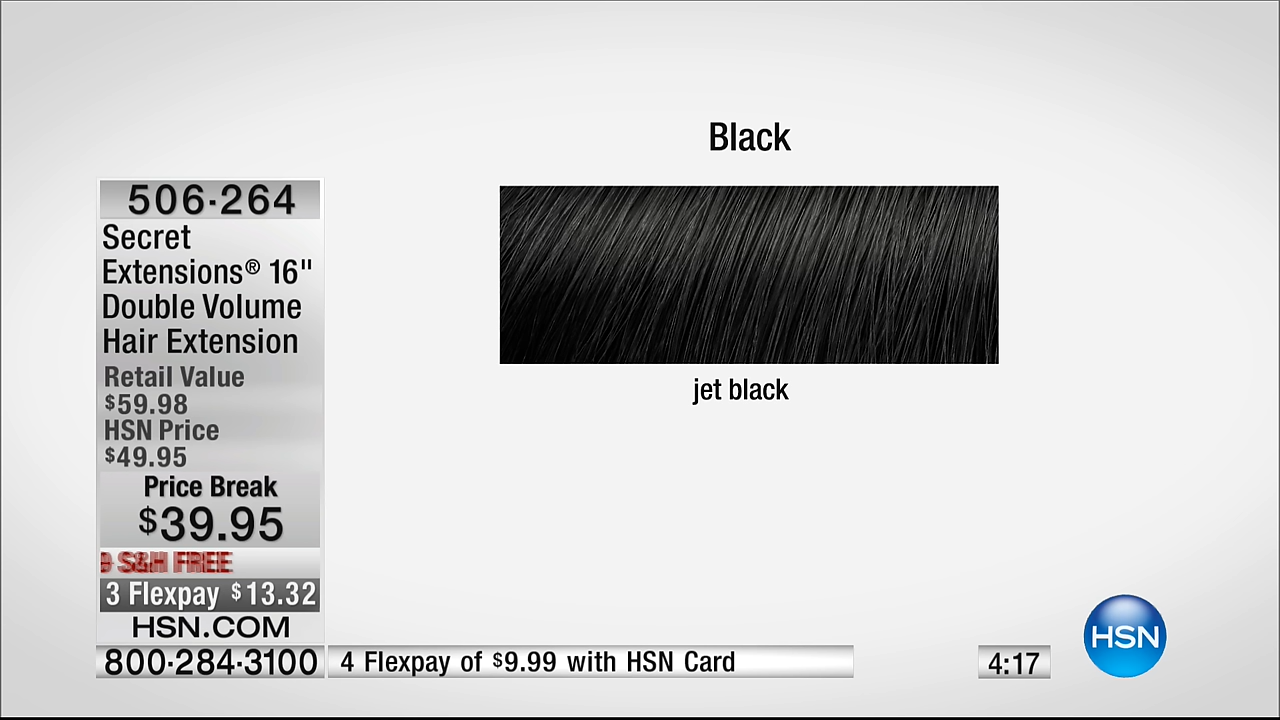 Black
506·264
Secret
Extensions® 16"
Double Volume
Hair Extension
Retail Value
$59.98
HSN Price
$49.95
Price Break
$39.95
S&H FREE
3 Flexpay $13.32
HSN.COM
800·284·3100
jet black
4 Flexpay of $9.99 with HSN Card
4:17
HSN